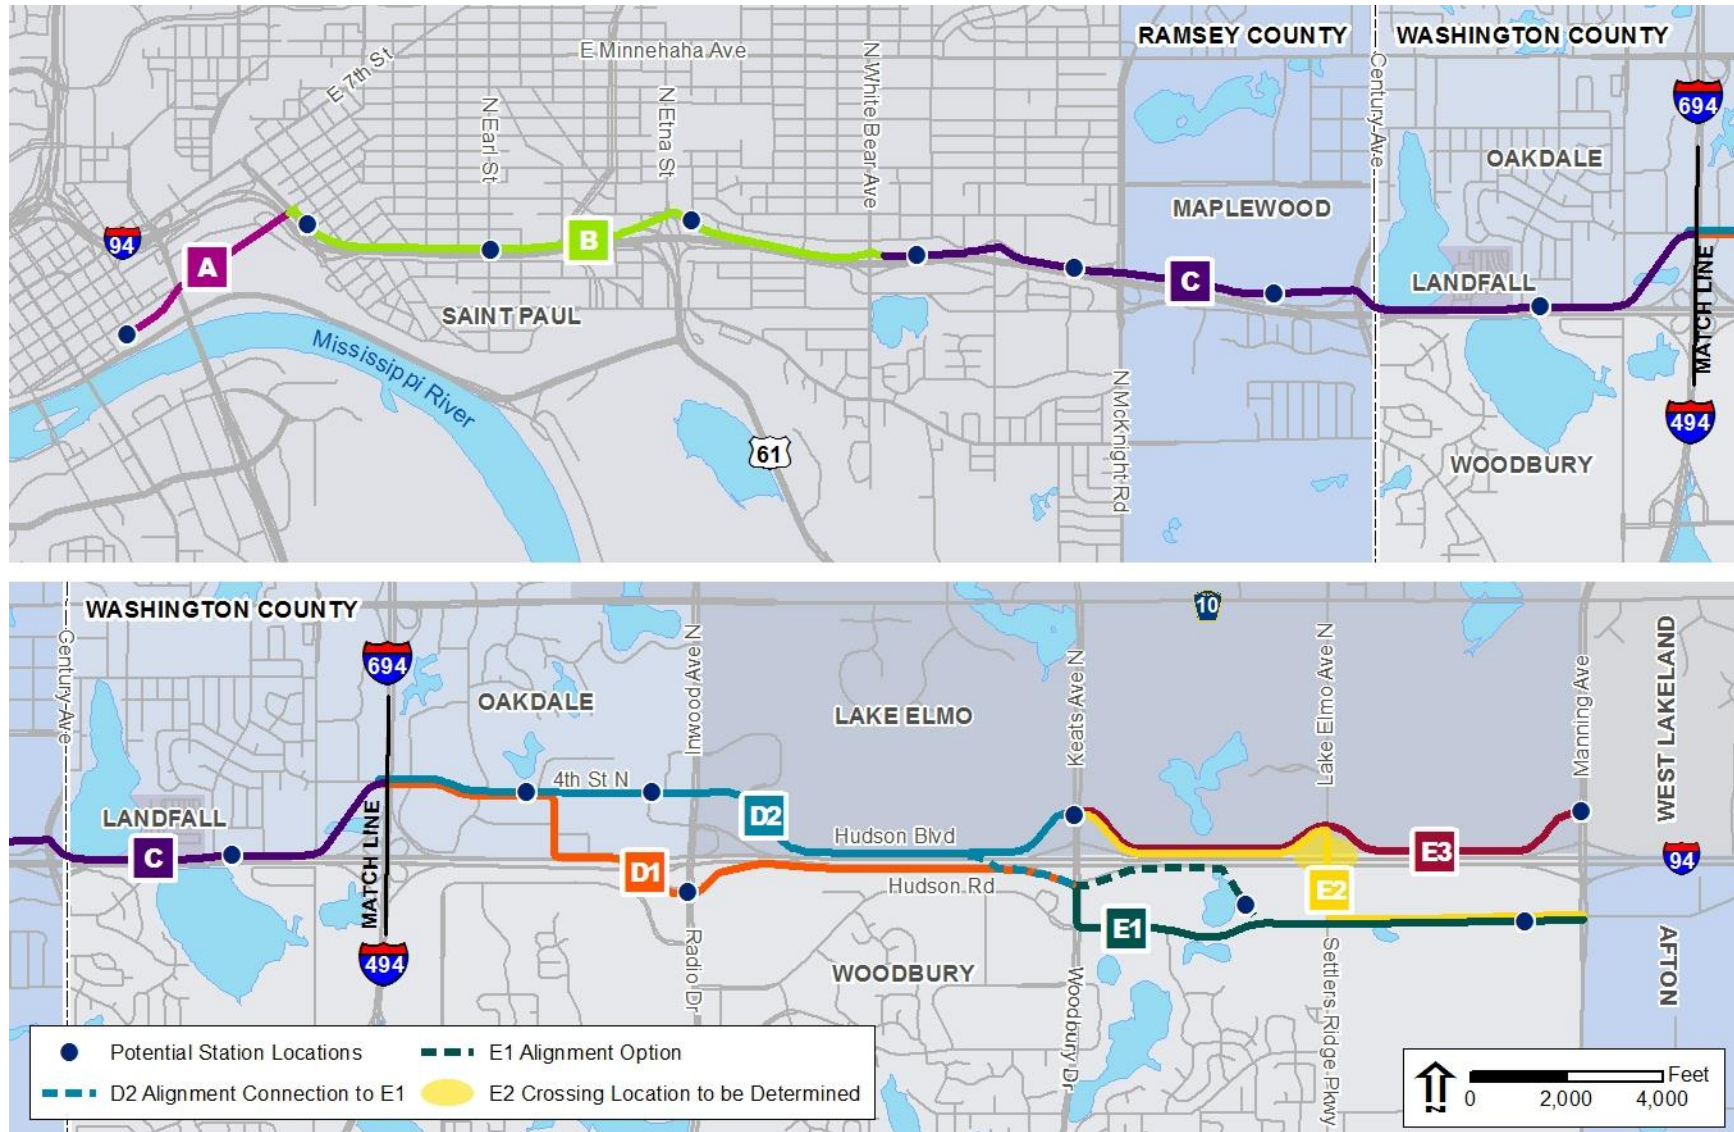 RAMSEY COUNTY
WASHINGTON COUNTY
E Minnehaha Ave
E 7th St
N Earl St
N Etna St
N White Bear Ave
Century Ave
694
OAKDALE
MAPLEWOOD
94
A
B
C
LANDFALL
SAINT PAUL
MATCH LINE
Mississippi River
N McKnight Rd
61
494
WOODBURY
WASHINGTON COUNTY
Century Ave
694
OAKDALE
N Inwood Ave
LAKE ELMO
Keats Ave N
10
Lake Elmo Ave N
Manning Ave
WEST LAKELAND
4th St N
LANDFALL
C
MATCH LINE
D2
Hudson Blvd
D1
Hudson Rd
E3
94
E2
E1
494
Radio Dr
WOODBURY
Woodbury Dr
Settlers Ridge Pkwy
AFTON
Potential Station Locations
E1 Alignment Option
D2 Alignment Connection to E1
E2 Crossing Location to be Determined
N
Feet
0 2,000 4,000